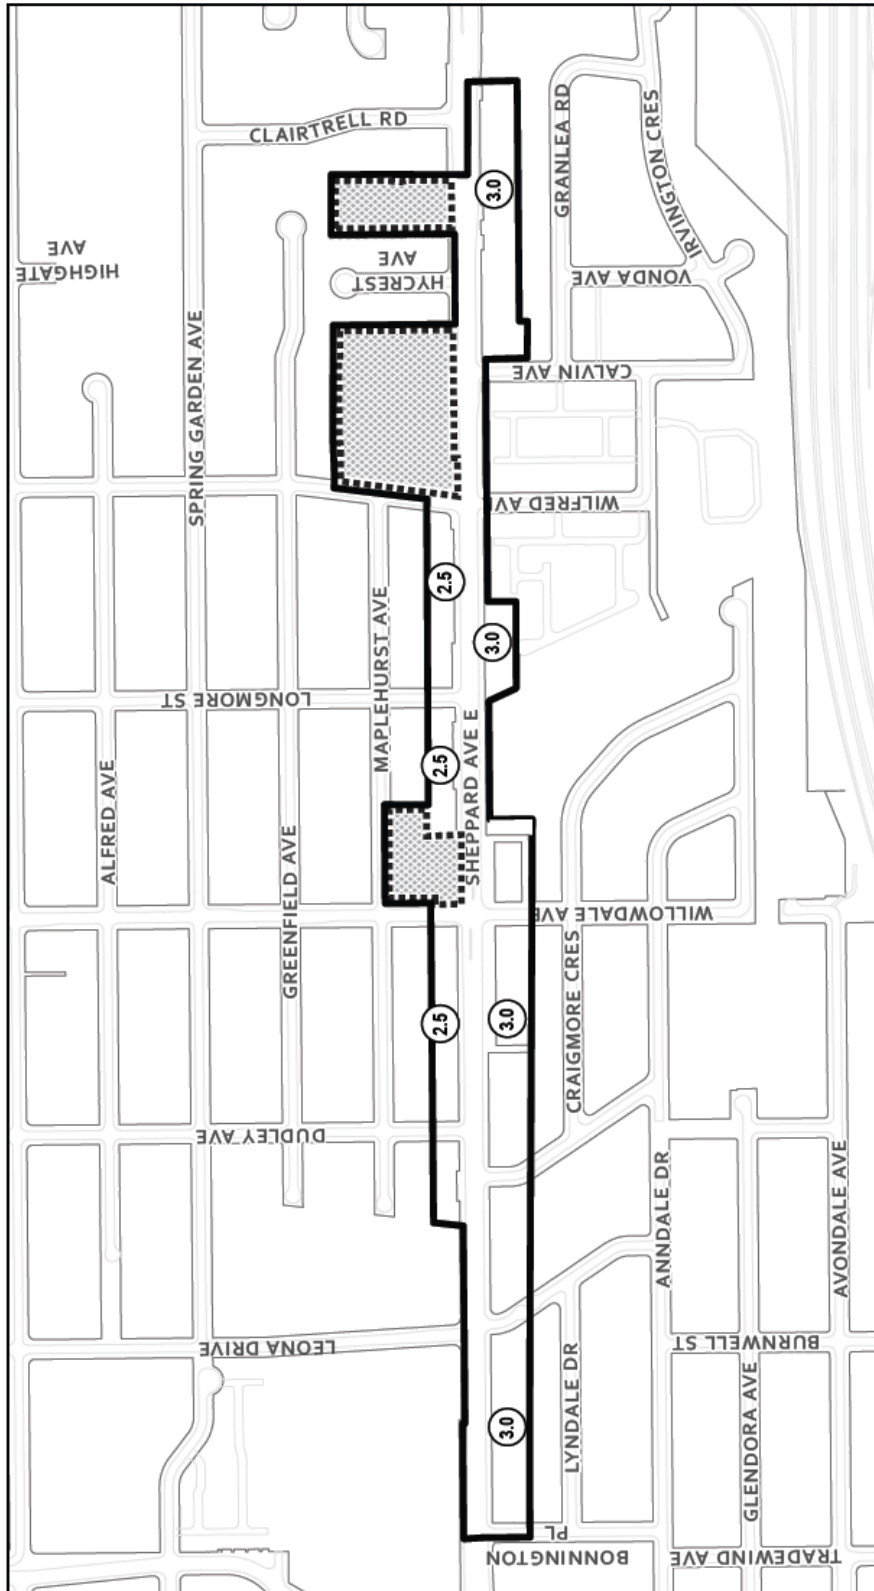 CLAIRTRELL RD
GRANLEA RD
IRVINGTON CRES
3.0
HIGHGATE
AVE
HYCREST
AVE
VONDA AVE
SPRING GARDEN AVE
CALVIN AVE
WILFRED AVE
2.5
MAPLEHURST AVE
3.0
LONGMORE ST
2.5
SHEPPARD AVE E
ALFRED AVE
GREENFIELD AVE
WILLOWDALE AVE
CRAIGMORE CRES
2.5
3.0
DUDLEY AVE
ANNDALE DR
AVONDALE AVE
LEONA DRIVE
BURNWELL ST
LYNDALE DR
GLENDORA AVE
3.0
BONNINGTON
PL
TRADEWIND AVE